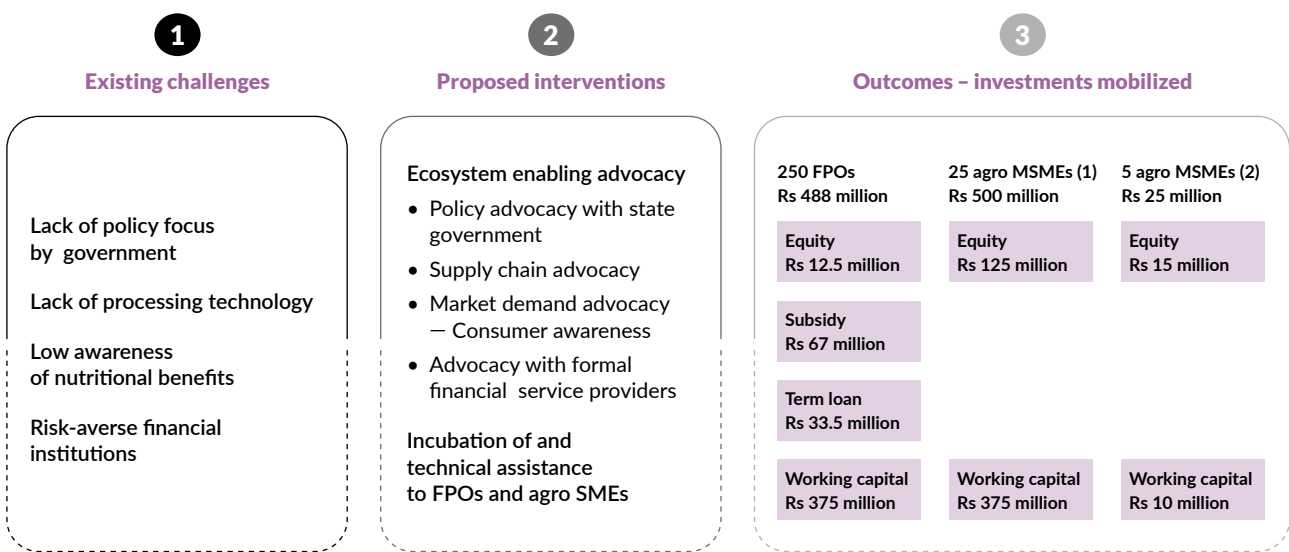 1
Existing challenges
Lack of policy focus
by government
Lack of processing technology
Low awareness
of nutritional benefits
Risk-averse financial
institutions
2
Proposed interventions
Ecosystem enabling advocacy
• Policy advocacy with state
government
• Supply chain advocacy
• Market demand advocacy
— Consumer awareness
• Advocacy with formal
financial service providers
Incubation of and
technical assistance
to FPOs and agro SMEs
3
Outcomes – investments mobilized
250 FPOs
Rs 488 million
Equity
Rs 12.5 million
Subsidy
Rs 67 million
Term loan
Rs 33.5 million
Working capital
Rs 375 million
25 agro MSMEs (1)
Rs 500 million
Equity
Rs 125 million
Working capital
Rs 375 million
5 agro MSMEs (2)
Rs 25 million
Equity
Rs 15 million
Working capital
Rs 10 million